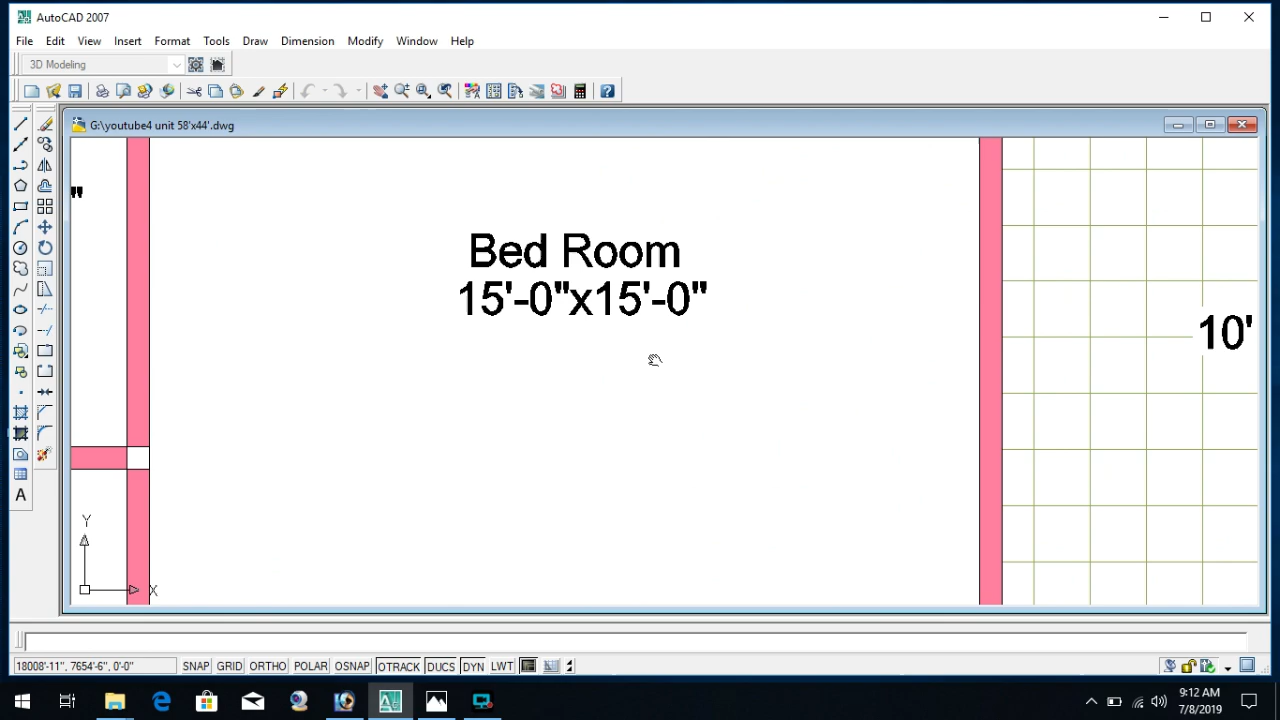 AutoCAD 2007
File Edit View Insert Format Tools Draw Dimension Modify Window Help
3D Modeling
G:\youtube4 unit 58'x44'.dwg
"
Bed Room
15'-0"x15'-0"
10'
Y
X
A
18008'-11", 7654'-6", 0'-0" SNAP GRID ORTHO POLAR OSNAP OTRACK DUCS DYN LWT
9:12 AM
7/8/2019